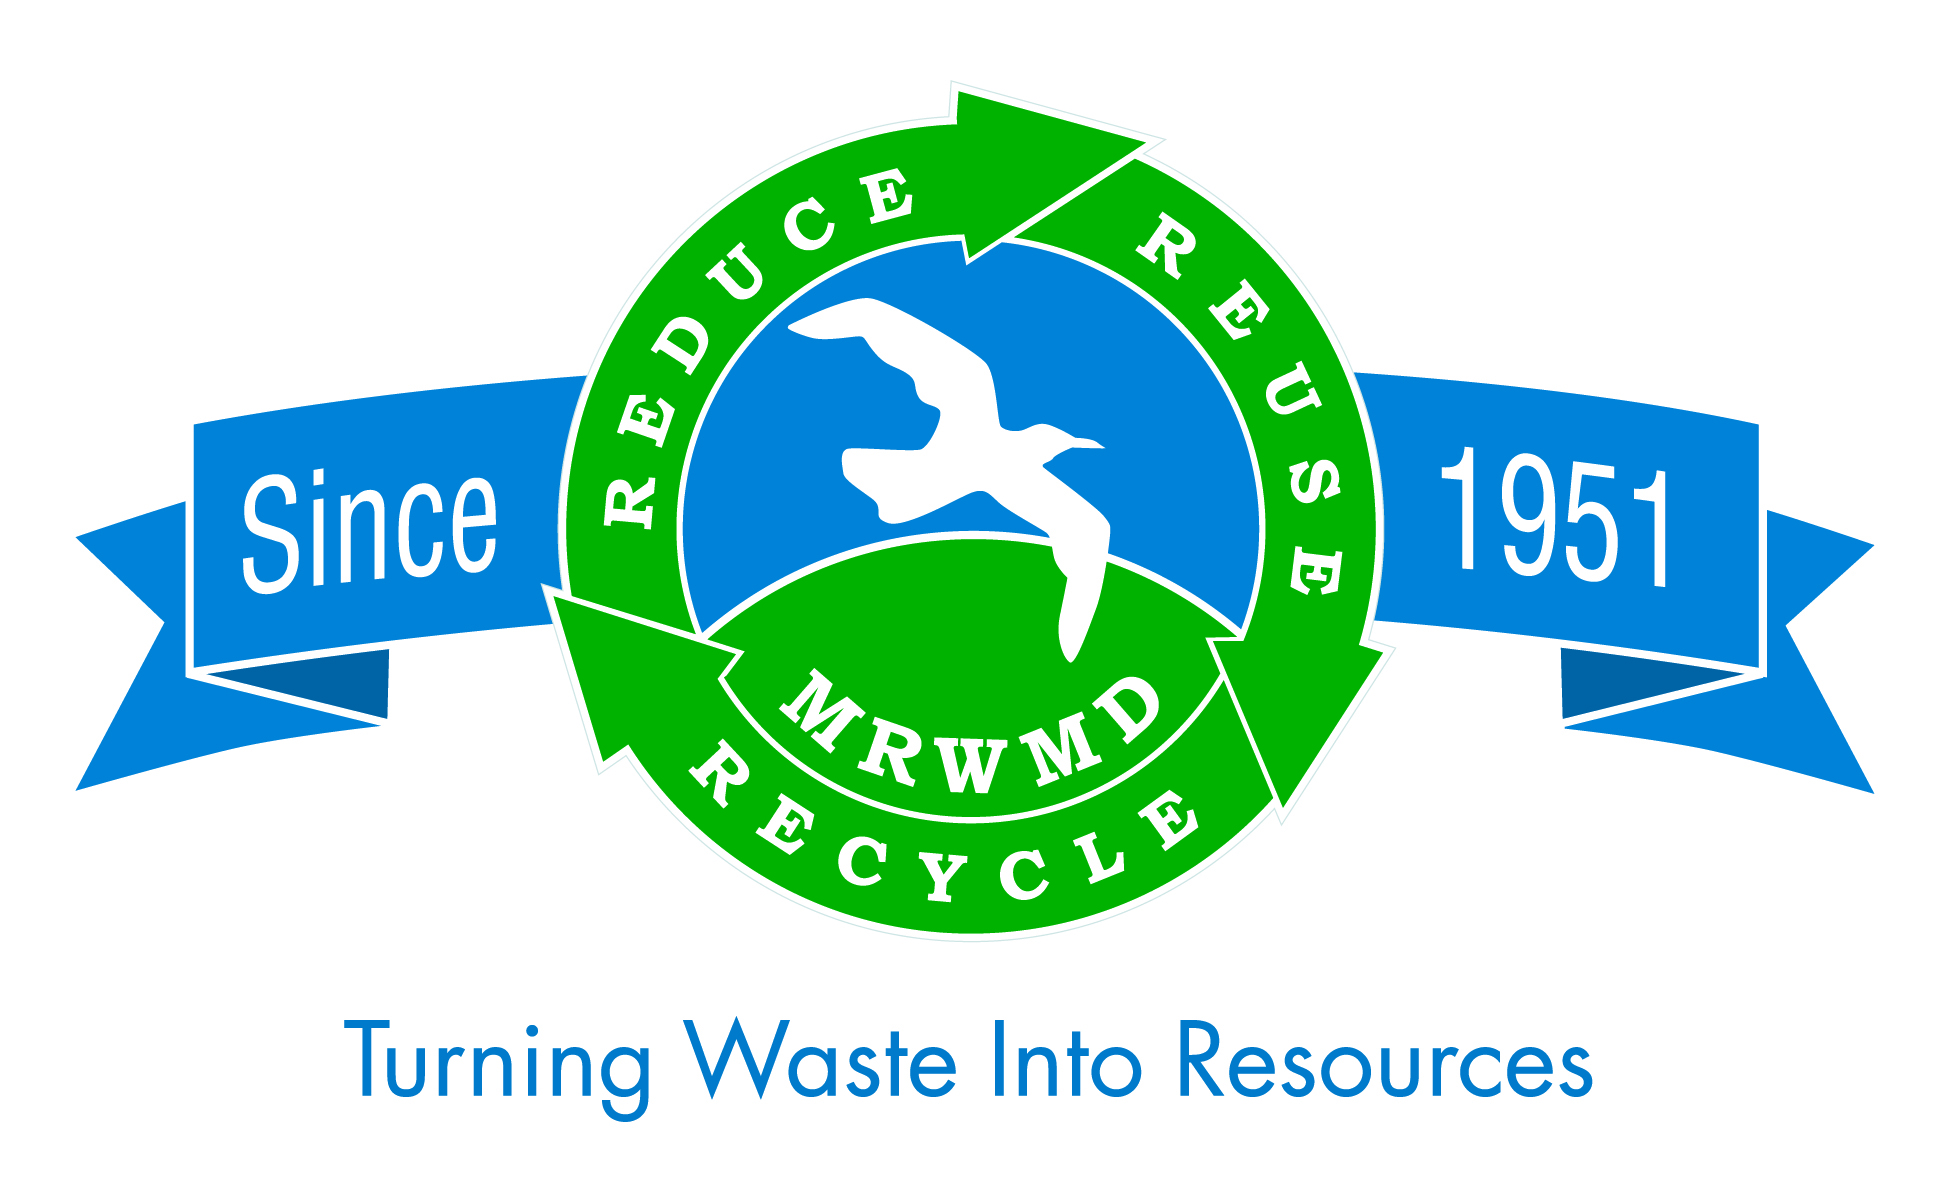 REDUCE
REUSE
Since
1951
MRWMD
RECYCLE
Turning Waste Into Resources